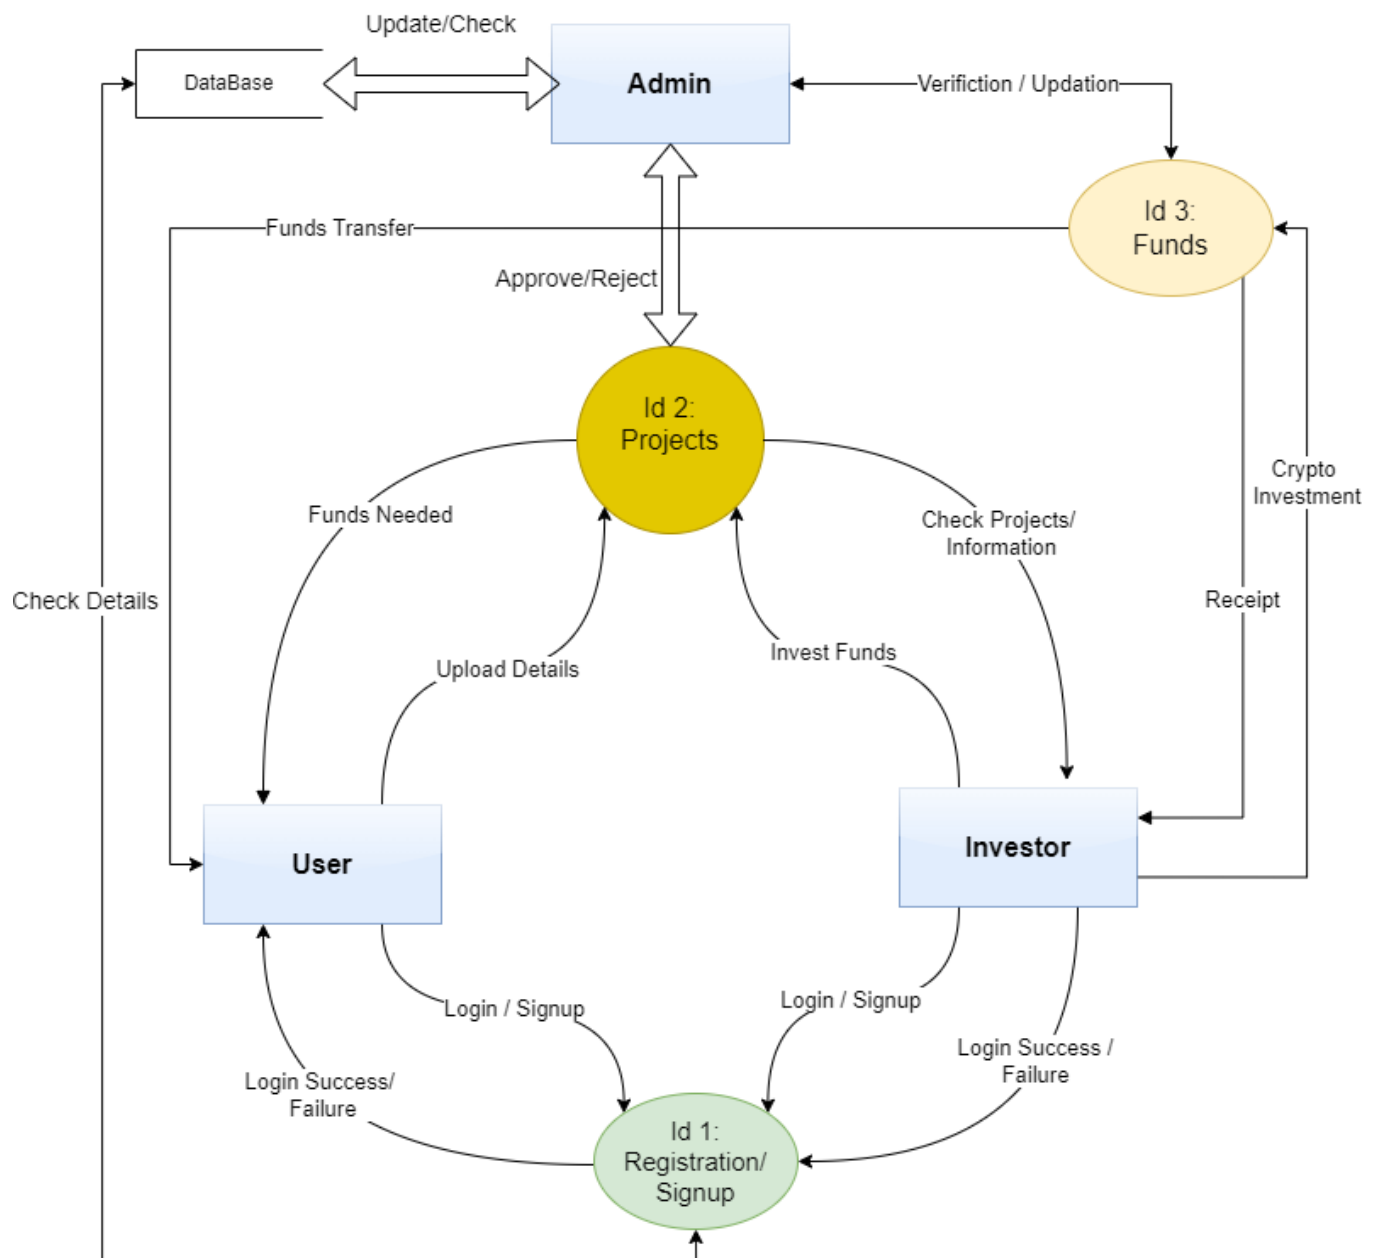 Update/Check
DataBase
Admin
Verifiction / Updation
Id 3:
Funds
Funds Transfer
Approve/Reject
Id 2:
Projects
Crypto
Investment
Funds Needed
Check Projects/
Information
Check Details
Receipt
Upload Details
Invest Funds
User
Investor
Login / Signup
Login / Signup
Login Success/
Failure
Login Success /
Failure
Id 1:
Registration/
Signup